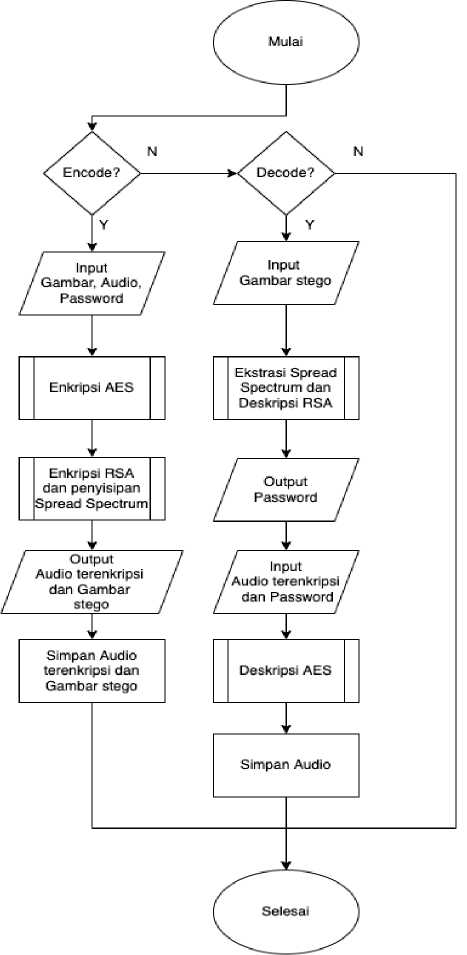 Mulai
Encode?
N
Decode?
N
Y
Y
Input
Gambar, Audio,
Password
Input
Gambar stego
Enkripsi AES
Ekstrasi Spread
Spectrum dan
Deskripsi RSA
Enkripsi RSA
dan penyisipan
Spread Spectrum
Output
Password
Output
Audio terenkripsi
dan Gambar
stego
Input
Audio terenkripsi
dan Password
Simpan Audio
terenkripsi dan
Gambar stego
Deskripsi AES
Simpan Audio
Selesai